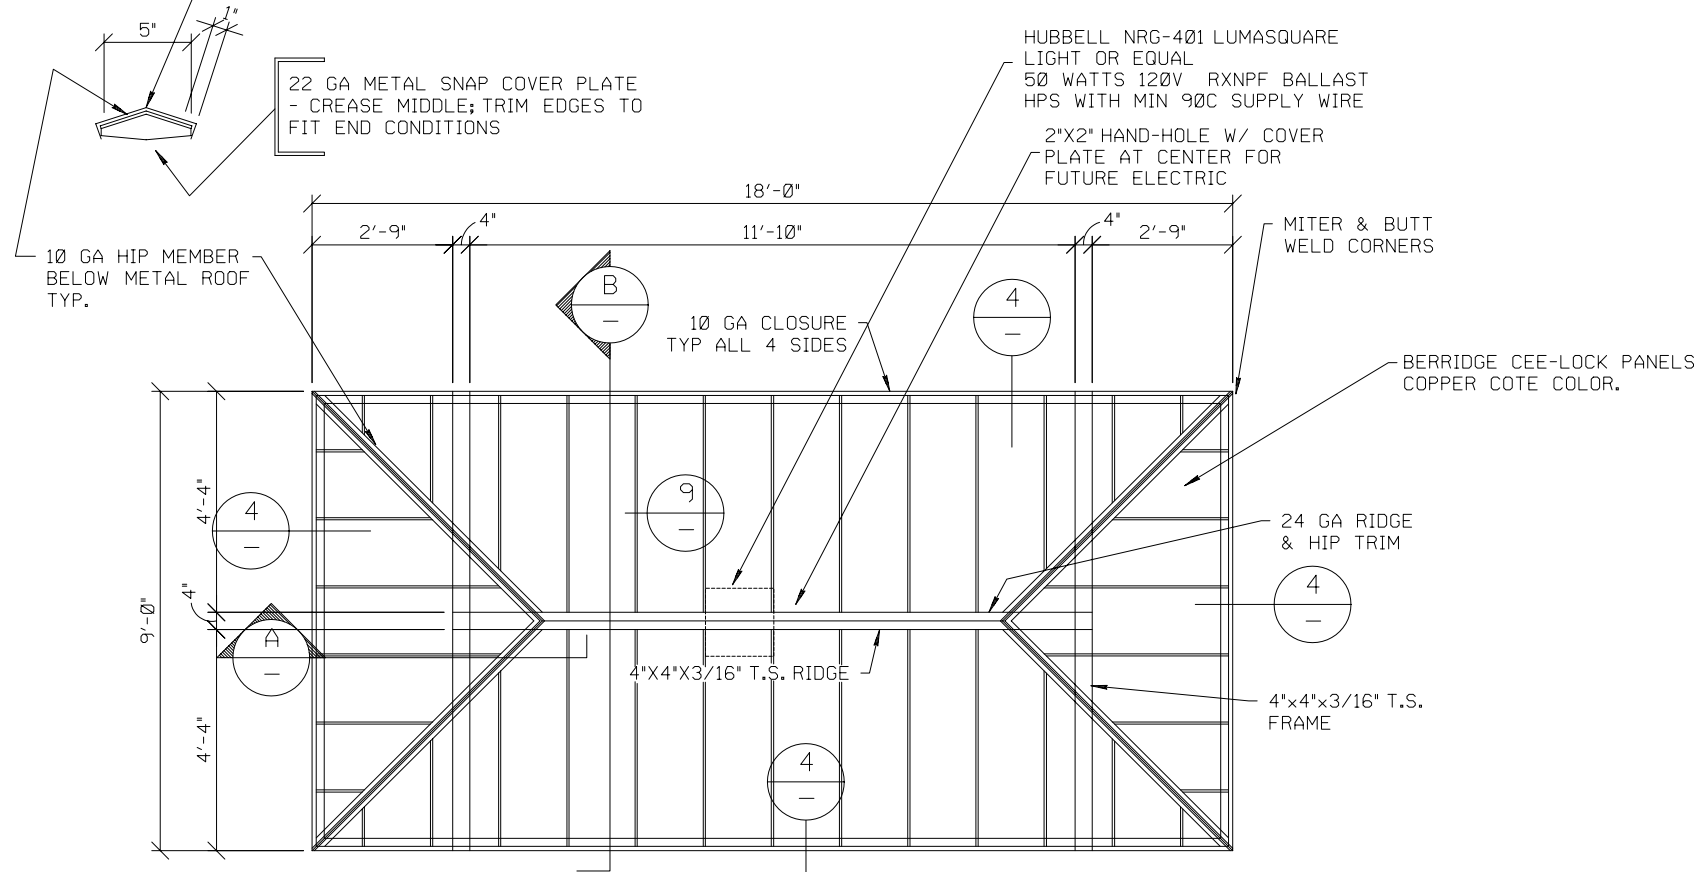 5"
1"
22 GA METAL SNAP COVER PLATE
- CREASE MIDDLE; TRIM EDGES TO
FIT END CONDITIONS
HUBBELL NRG-401 LUMASQUARE
LIGHT OR EQUAL
50 WATTS 120V RXNPF BALLAST
HPS WITH MIN 90C SUPPLY WIRE
2"X2" HAND-HOLE W/ COVER
PLATE AT CENTER FOR
FUTURE ELECTRIC
18'-0"
2'-9"
4"
11'-10"
4"
2'-9"
MITER & BUTT
WELD CORNERS
10 GA HIP MEMBER
BELOW METAL ROOF
TYP.
B
-
4
-
10 GA CLOSURE
TYP ALL 4 SIDES
BERRIDGE CEE-LOCK PANELS
COPPER COTE COLOR.
4'-4"
4
-
9
-
24 GA RIDGE
& HIP TRIM
4
-
4"
9'-0"
A
-
4"X4"X3/16" T.S. RIDGE
4"x4"x3/16" T.S.
FRAME
4'-4"
4
-